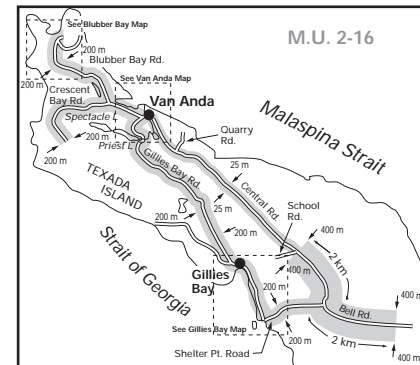 See Blubber Bay Map
M.U. 2-16
200 m
Blubber Bay Rd.
See Van Anda Map
200 m
Crescent
Bay Rd.
Van Anda
Spectacle L
Malaspina Strait
200 m
200 m
Priest L
Quarry
Rd.
Gillies Bay Rd.
25 m
TEXADA
ISLAND
Central Rd.
200 m
25 m
School
Rd.
200 m
400 m
Strait of Georgia
Gillies
Bay
400 m
2 km
200 m
400 m
Bell Rd.
See Gillies Bay Map
2 km
400 m
200 m
Shelter Pt. Road